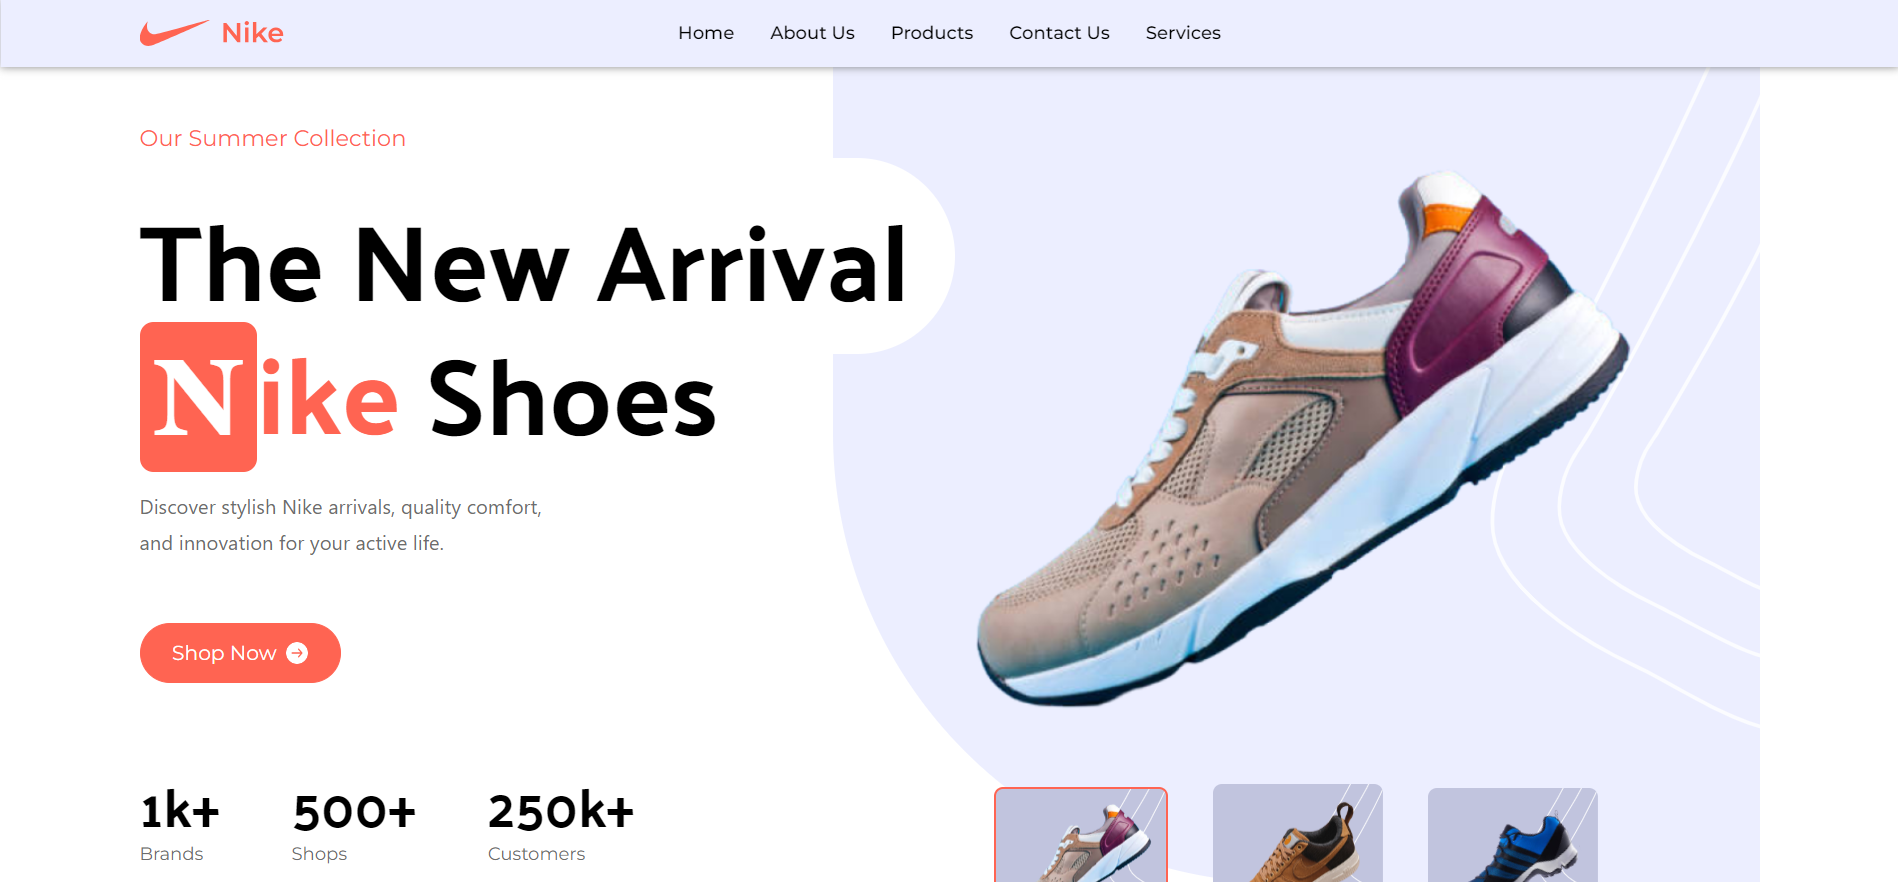 Nike
Home About Us Products Contact Us Services
Our Summer Collection
The New Arrival
Nike Shoes
Discover stylish Nike arrivals, quality comfort,
and innovation for your active life.
Shop Now
1k+ 500+ 250k+
Brands Shops Customers